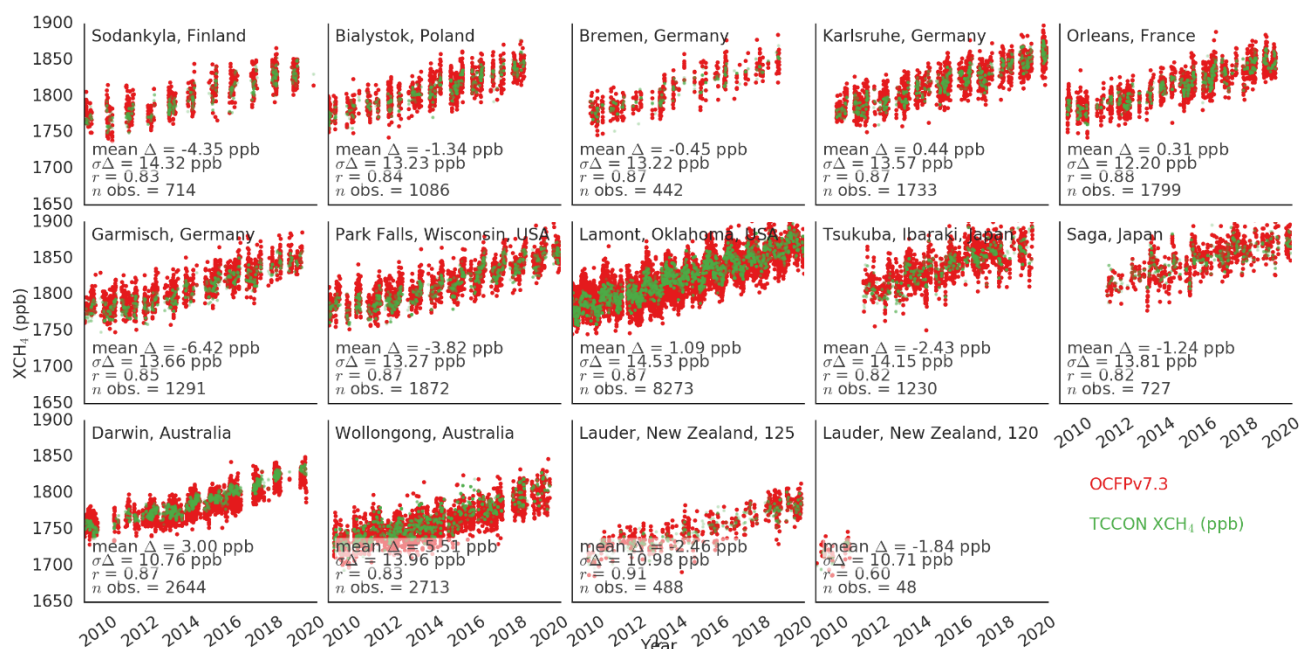 XCH₄ (ppb)
1900
1850
1800
1750
1700
1650
Sodankyla, Finland
mean Δ = -4.35 ppb
σΔ = 14.32 ppb
r = 0.83
n obs. = 714
Bialystok, Poland
mean Δ = -1.34 ppb
σΔ = 13.23 ppb
r = 0.84
n obs. = 1086
Bremen, Germany
mean Δ = -0.45 ppb
σΔ = 13.22 ppb
r = 0.87
n obs. = 442
Karlsruhe, Germany
mean Δ = 0.44 ppb
σΔ = 13.57 ppb
r = 0.87
n obs. = 1733
Orleans, France
mean Δ = 0.31 ppb
σΔ = 12.20 ppb
r = 0.88
n obs. = 1799
1900
1850
1800
1750
1700
1650
Garmisch, Germany
mean Δ = -6.42 ppb
σΔ = 13.66 ppb
r = 0.85
n obs. = 1291
Park Falls, Wisconsin, USA
mean Δ = -3.82 ppb
σΔ = 13.27 ppb
r = 0.87
n obs. = 1872
Lamont, Oklahoma, USA
mean Δ = 1.09 ppb
σΔ = 14.53 ppb
r = 0.87
n obs. = 8273
Tsukuba, Ibaraki, Japan
mean Δ = -2.43 ppb
σΔ = 14.15 ppb
r = 0.82
n obs. = 1230
Saga, Japan
mean Δ = -1.24 ppb
σΔ = 13.81 ppb
r = 0.82
n obs. = 727
2010 2012 2014 2016 2018 2020
1900
1850
1800
1750
1700
1650
Darwin, Australia
mean Δ = 3.00 ppb
σΔ = 10.76 ppb
r = 0.87
n obs. = 2644
Wollongong, Australia
mean Δ = -5.51 ppb
σΔ = 13.96 ppb
r = 0.83
n obs. = 2713
Lauder, New Zealand, 125
mean Δ = -2.46 ppb
σΔ = 10.98 ppb
r = 0.91
n obs. = 488
Lauder, New Zealand, 120
mean Δ = -1.84 ppb
σΔ = 10.71 ppb
r = 0.60
n obs. = 48
OCFPv7.3
TCCON XCH₄ (ppb)
2010 2012 2014 2016 2018 2020
2010 2012 2014 2016 2018 2020
2010 2012 2014 2016 2018 2020
2010 2012 2014 2016 2018 2020
Year